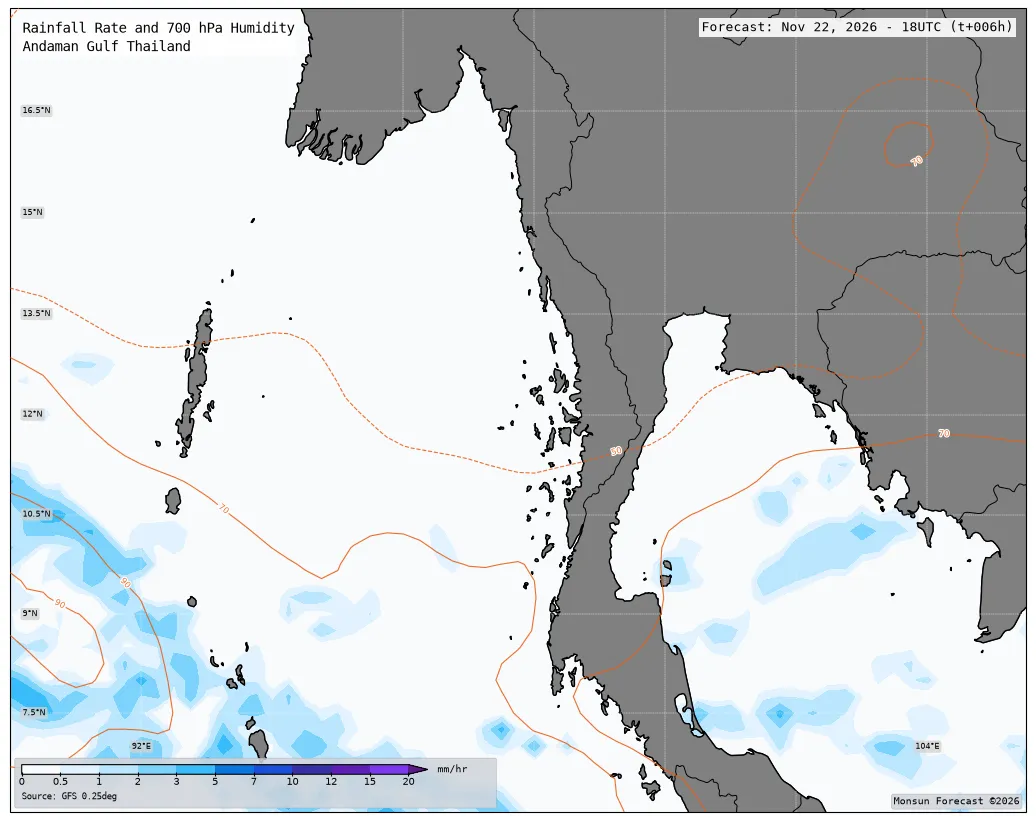 Rainfall Rate and 700 hPa Humidity
Andaman Gulf Thailand
Forecast: Nov 22, 2026 - 18UTC (t+006h)
16.5°N
70
15°N
13.5°N
12°N
70
50
70
10.5°N
90
90
9°N
7.5°N
92°E
104°E
0 0.5 1 2 3 5 7 10 12 15 20 mm/hr
Source: GFS 0.25deg
Monsun Forecast ©2026